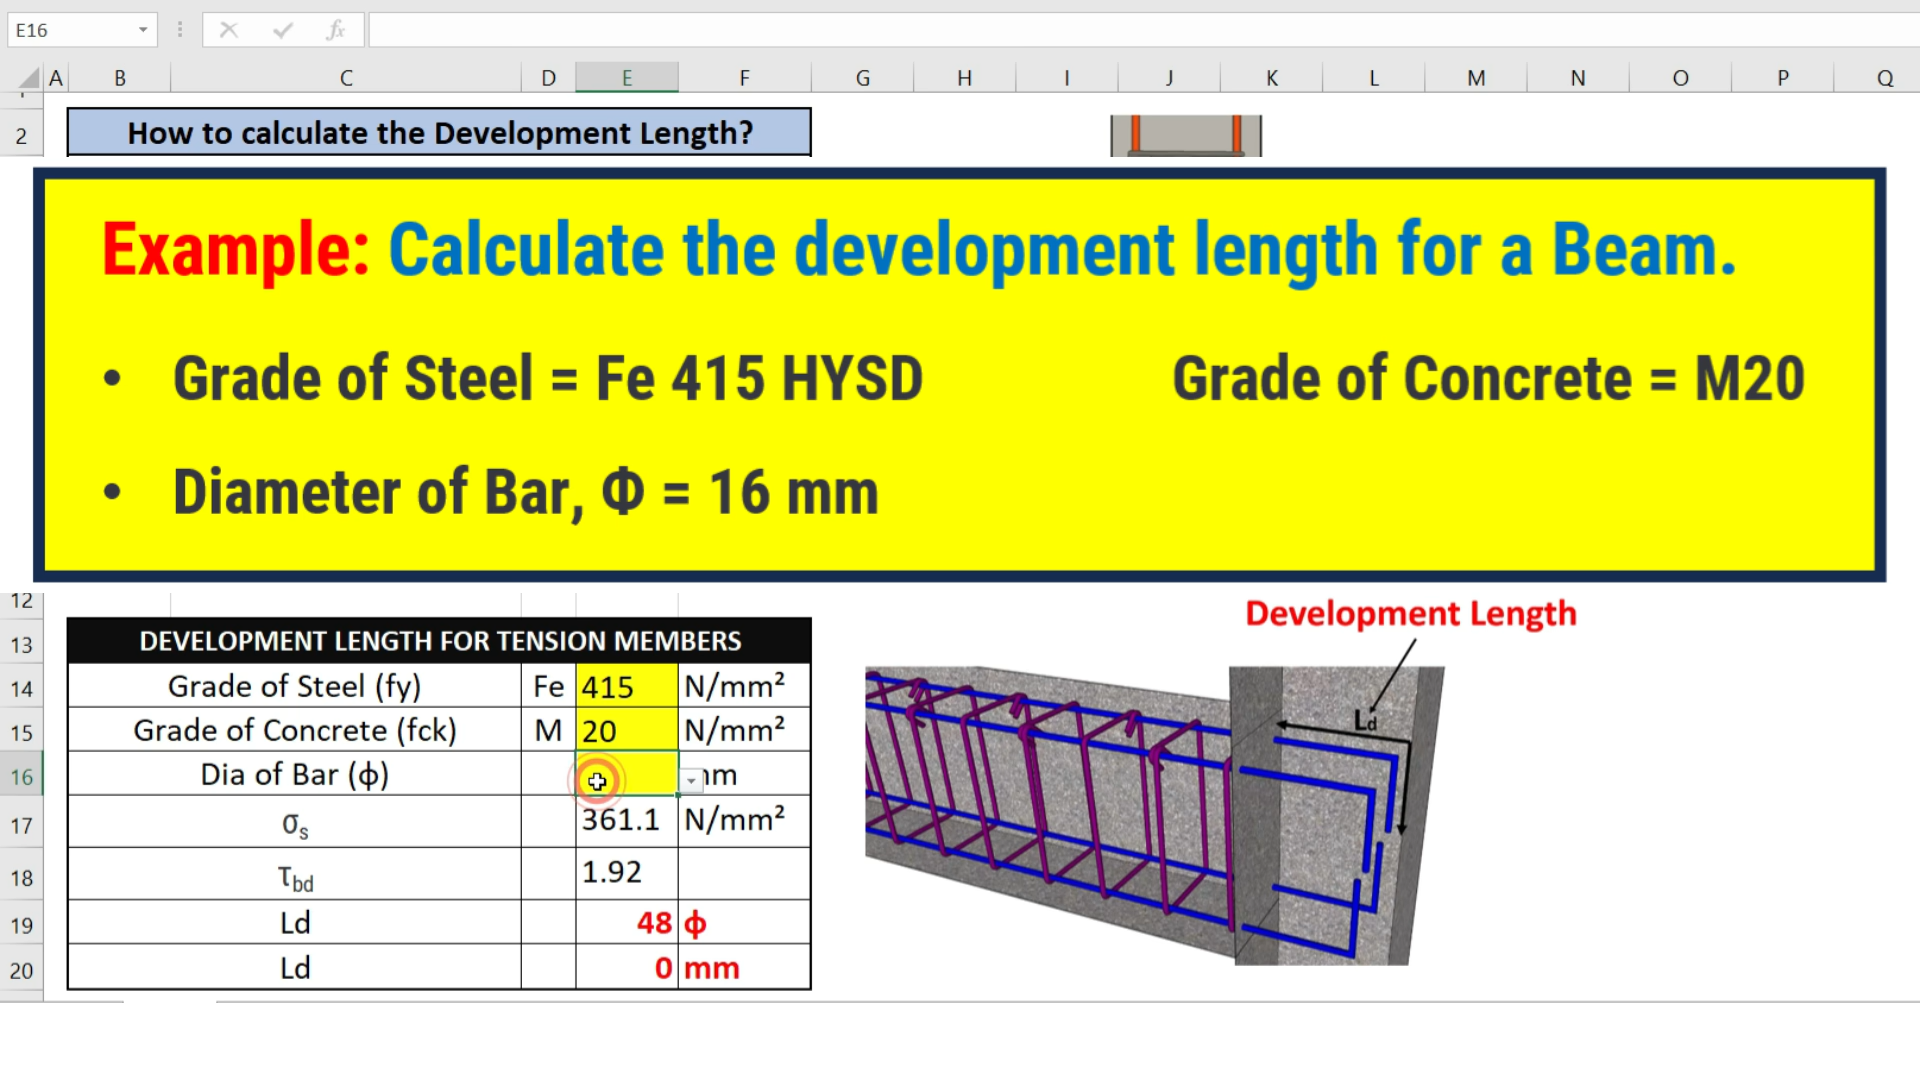 E16
fx
A B C D E F G H I J K L M N O P Q
2 How to calculate the Development Length?
Example: Calculate the development length for a Beam.
• Grade of Steel = Fe 415 HYSD Grade of Concrete = M20
• Diameter of Bar, Φ = 16 mm
12
Development Length
13 DEVELOPMENT LENGTH FOR TENSION MEMBERS
14 Grade of Steel (fy) Fe 415 N/mm²
Ld
15 Grade of Concrete (fck) M 20 N/mm²
16 Dia of Bar (ϕ)
17 σs 361.1 N/mm²
18 τbd 1.92
19 Ld 48 ϕ
20 Ld 0 mm